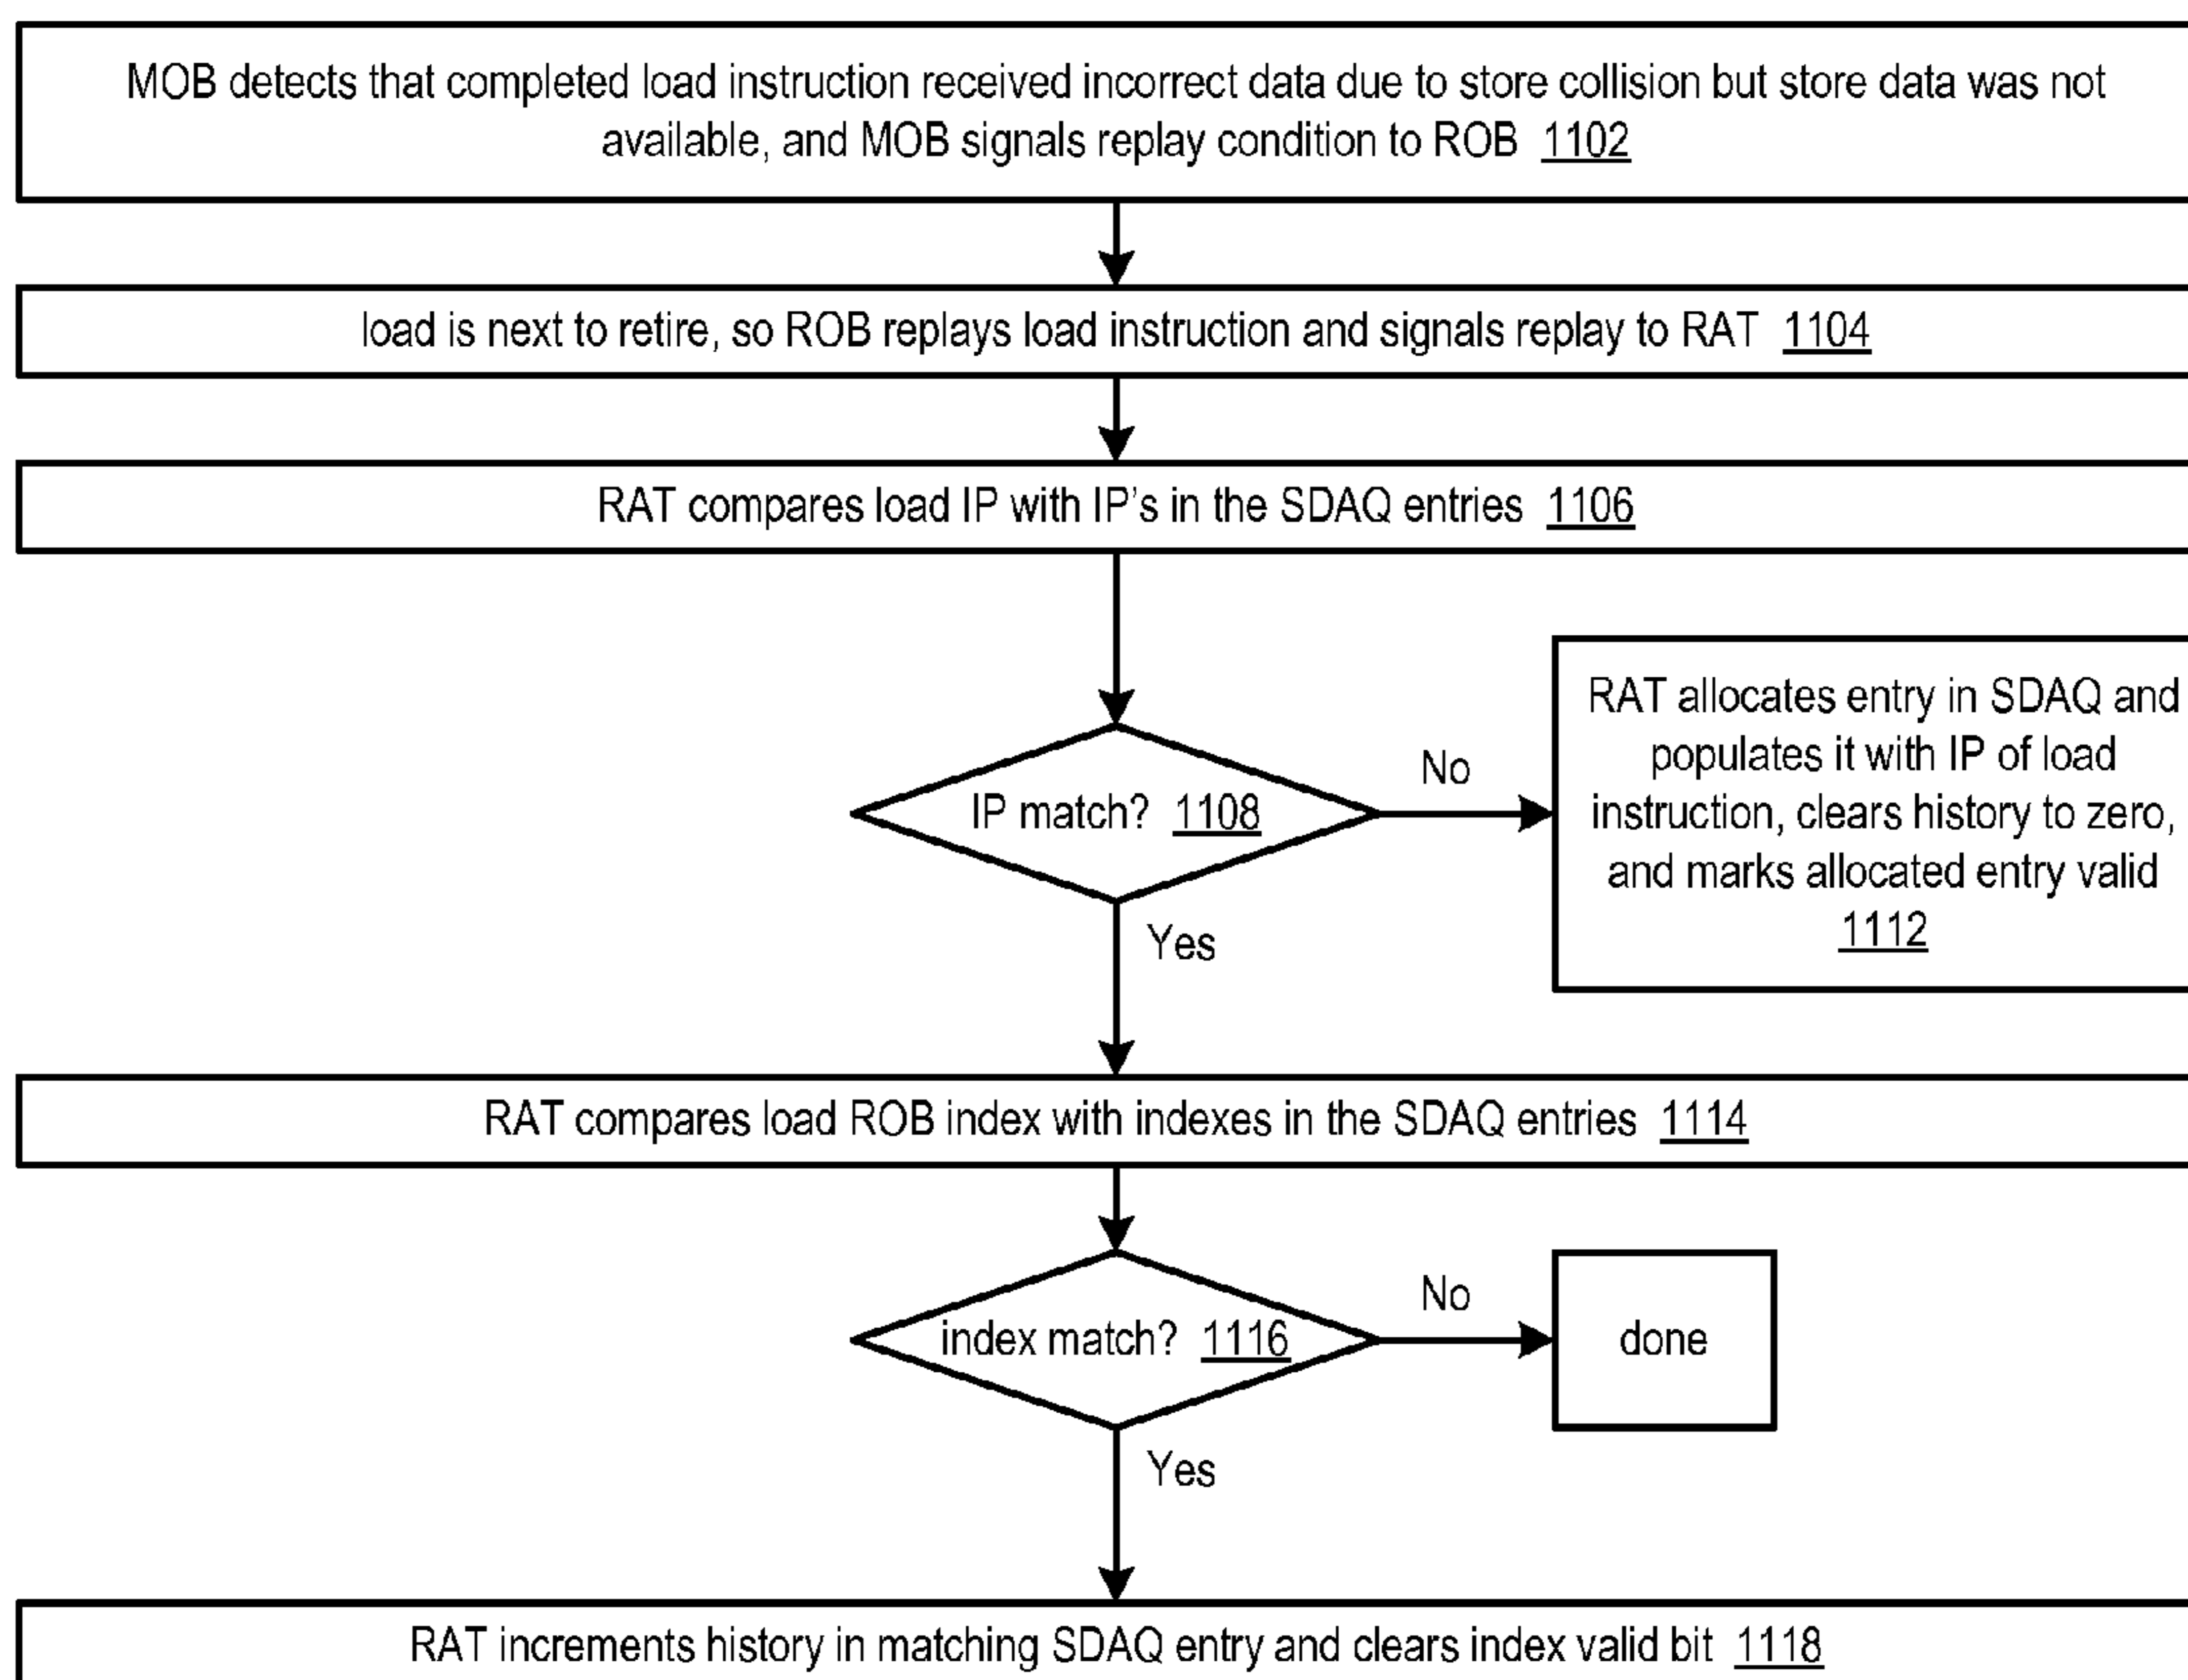 MOB detects that completed load instruction received incorrect data due to store collision but store data was not
available, and MOB signals replay condition to ROB 1102
load is next to retire, so ROB replays load instruction and signals replay to RAT 1104
RAT compares load IP with IP's in the SDAQ entries 1106
IP match? 1108
No
RAT allocates entry in SDAQ and
populates it with IP of load
instruction, clears history to zero,
and marks allocated entry valid
1112
Yes
RAT compares load ROB index with indexes in the SDAQ entries 1114
index match? 1116
No
done
Yes
RAT increments history in matching SDAQ entry and clears index valid bit 1118